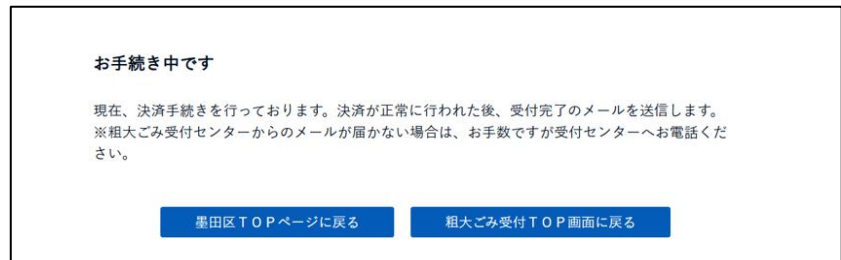 お手続き中です
現在、決済手続きを行っております。決済が正常に行われた後、受付完了のメールを送信します。
※粗大ごみ受付センターからのメールが届かない場合は、お手数ですが受付センターへお電話くだ
さい。
墨田区ＴＯＰページに戻る
粗大ごみ受付ＴＯＰ画面に戻る